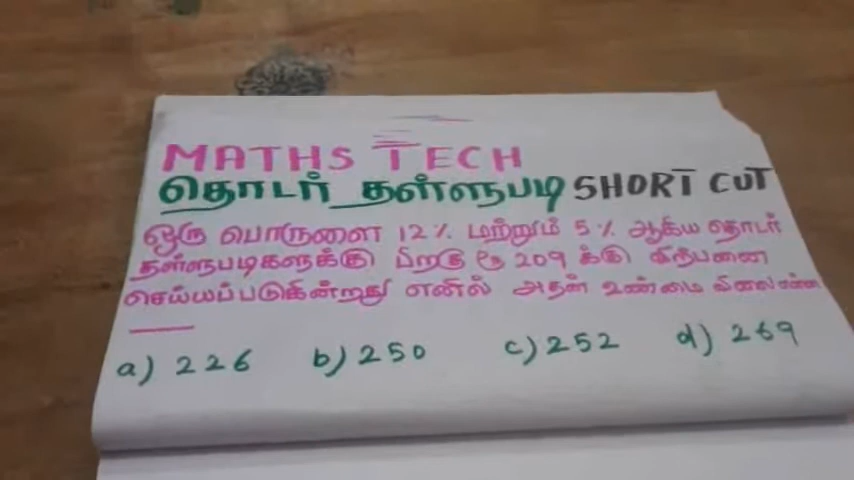 MATHS TECH
தொடர் தள்ளுபடி SHORT CUT
ஒரு பொருளை 12% மற்றும் 5% ஆகிய தொடர்
தள்ளுபடிகளுக்கு பிறகு ரூ 209 க்கு விற்பனை
செய்யப்படுகின்றது எனில் அதன் உண்மை விலை என்ன
a) 226 b) 250 c) 252 d) 269